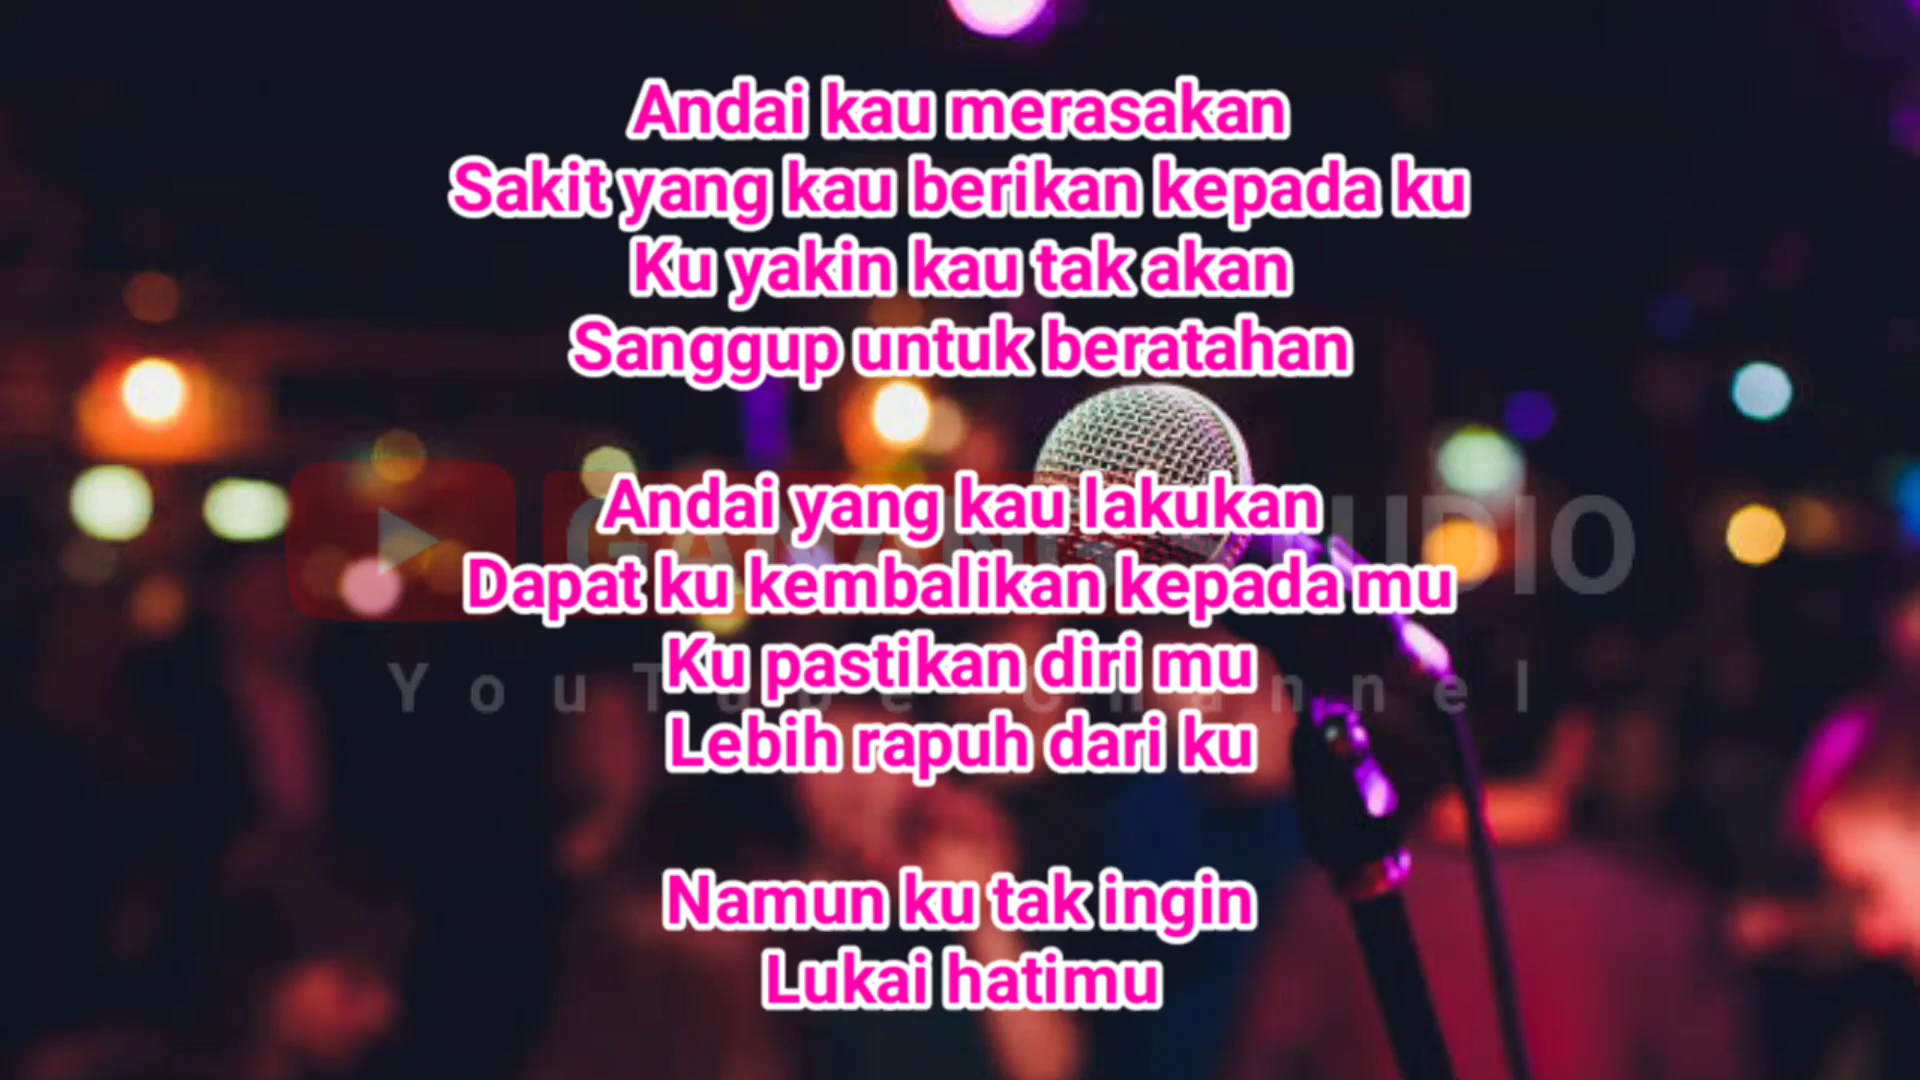 Andai kau merasakan
Sakit yang kau berikan kepada ku
Ku yakin kau tak akan
Sanggup untuk beratahan
Andai yang kau lakukan
Dapat ku kembalikan kepada mu
Ku pastikan diri mu
Lebih rapuh dari ku
Namun ku tak ingin
Lukai hatimu
YouTube Channel